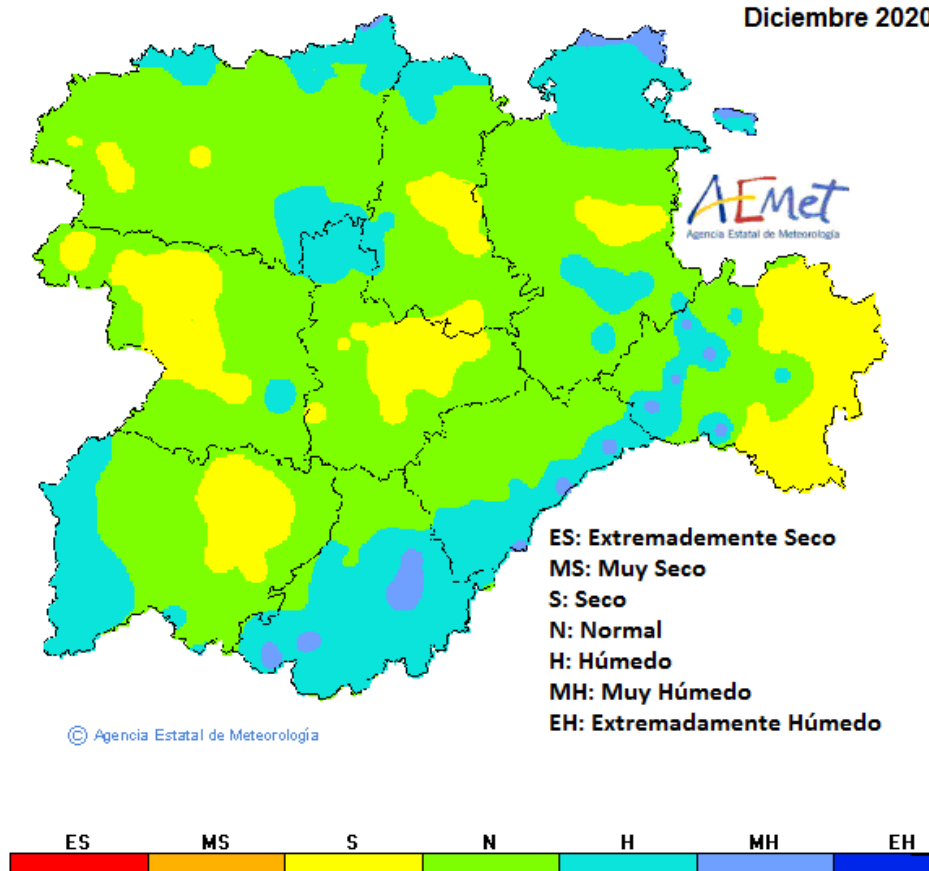 Diciembre 2020
AEMet
Agencia Estatal de Meteorología
ES: Extremademente Seco
MS: Muy Seco
S: Seco
N: Normal
H: Húmedo
MH: Muy Húmedo
EH: Extremadamente Húmedo
© Agencia Estatal de Meteorología
ES MS S N H MH EH